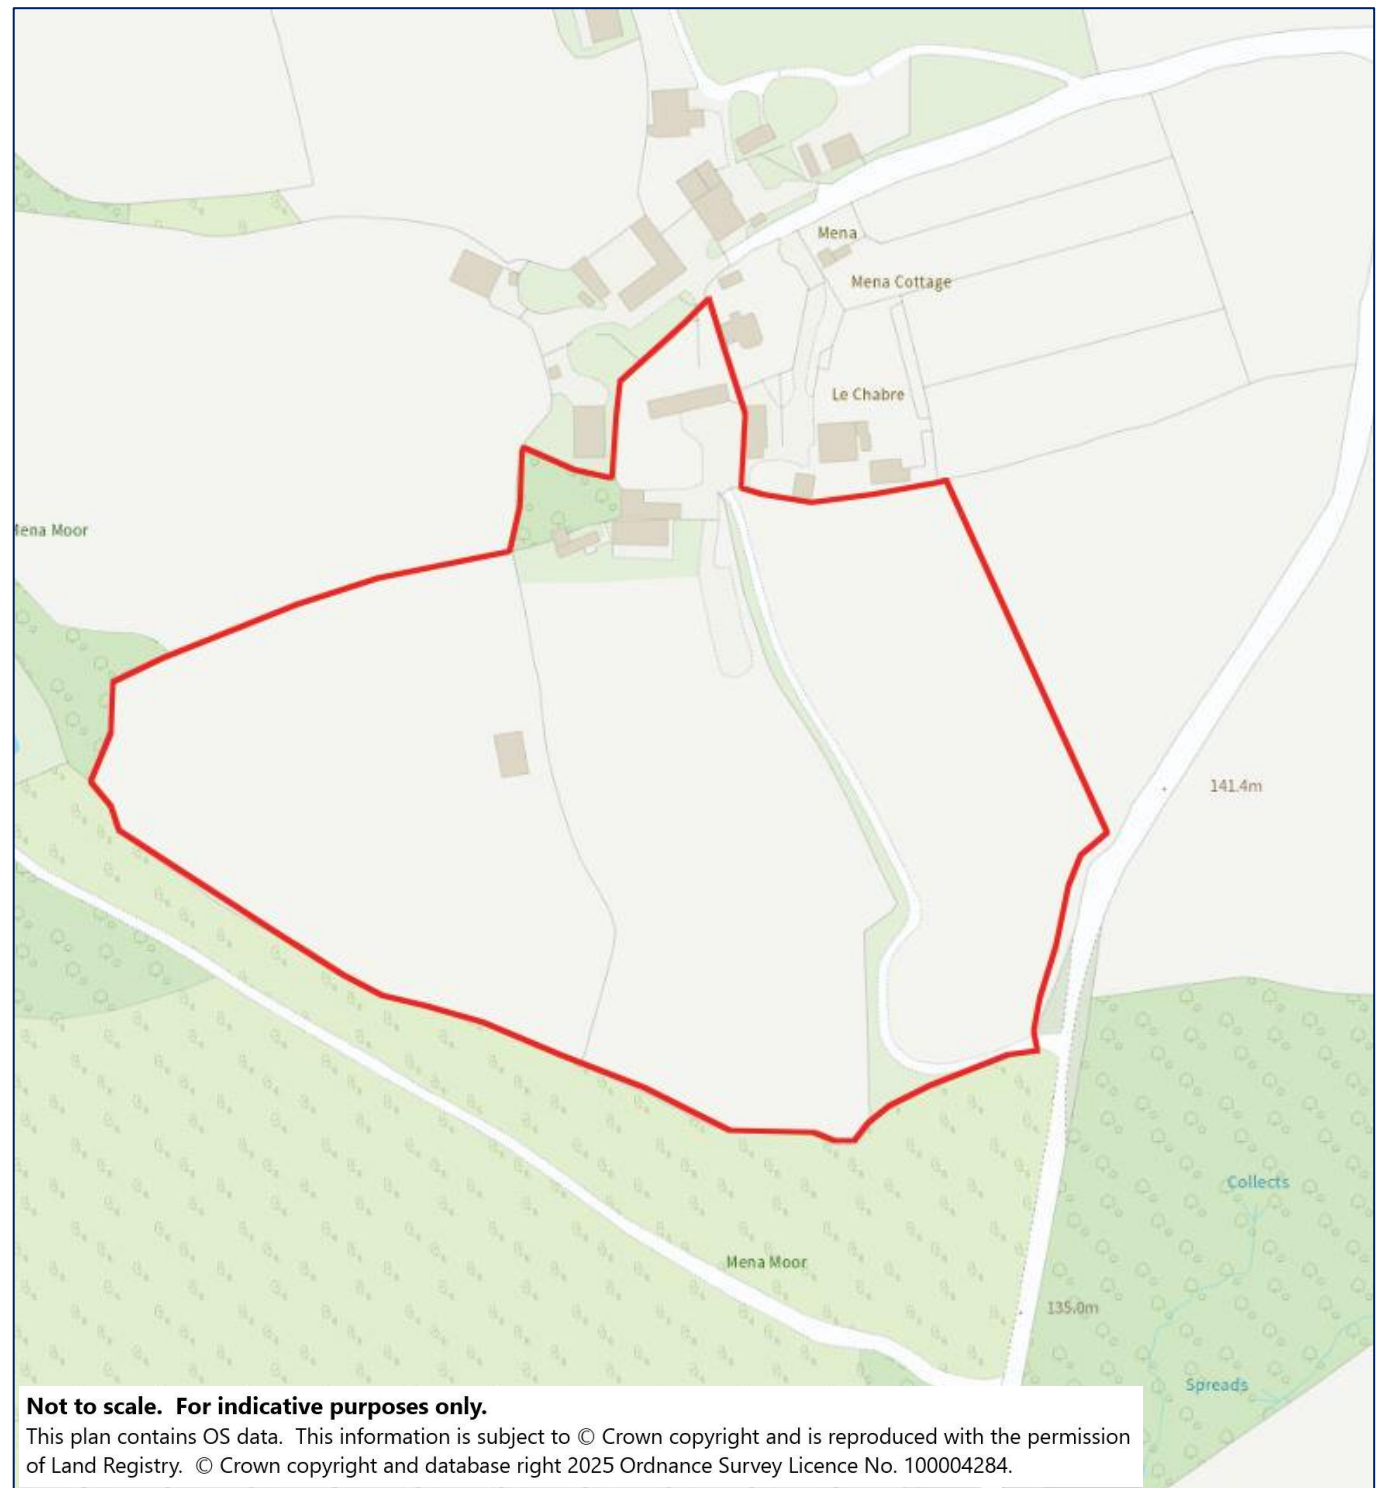 Mena
Mena Cottage
Le Chabre
Mena Moor
141.4m
Collects
Mena Moor
135.0m
Spreads
Not to scale.  For indicative purposes only.
This plan contains OS data.  This information is subject to © Crown copyright and is reproduced with the permission
of Land Registry.  © Crown copyright and database right 2025 Ordnance Survey Licence No. 100004284.